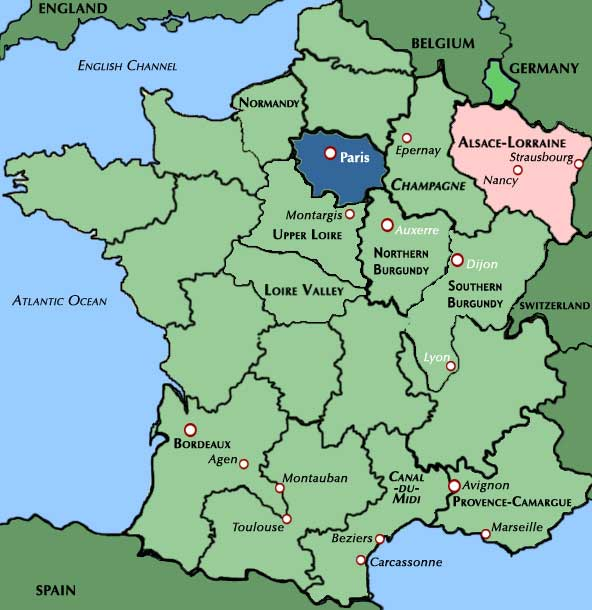 ENGLAND
BELGIUM
ENGLISH CHANNEL
GERMANY
NORMANDY
ALSACE-LORRAINE
Epernay
Paris
Strausbourg
Nancy
CHAMPAGNE
Montargis
UPPER LOIRE
Auxerre
NORTHERN
BURGUNDY
Dijon
LOIRE VALLEY
SOUTHERN
BURGUNDY
ATLANTIC OCEAN
SWITZERLAND
Lyon
BORDEAUX
Agen
Montauban
CANAL
-DU-
MIDI
Avignon
PROVENCE-CAMARGUE
Toulouse
Marseille
Beziers
Carcassonne
SPAIN